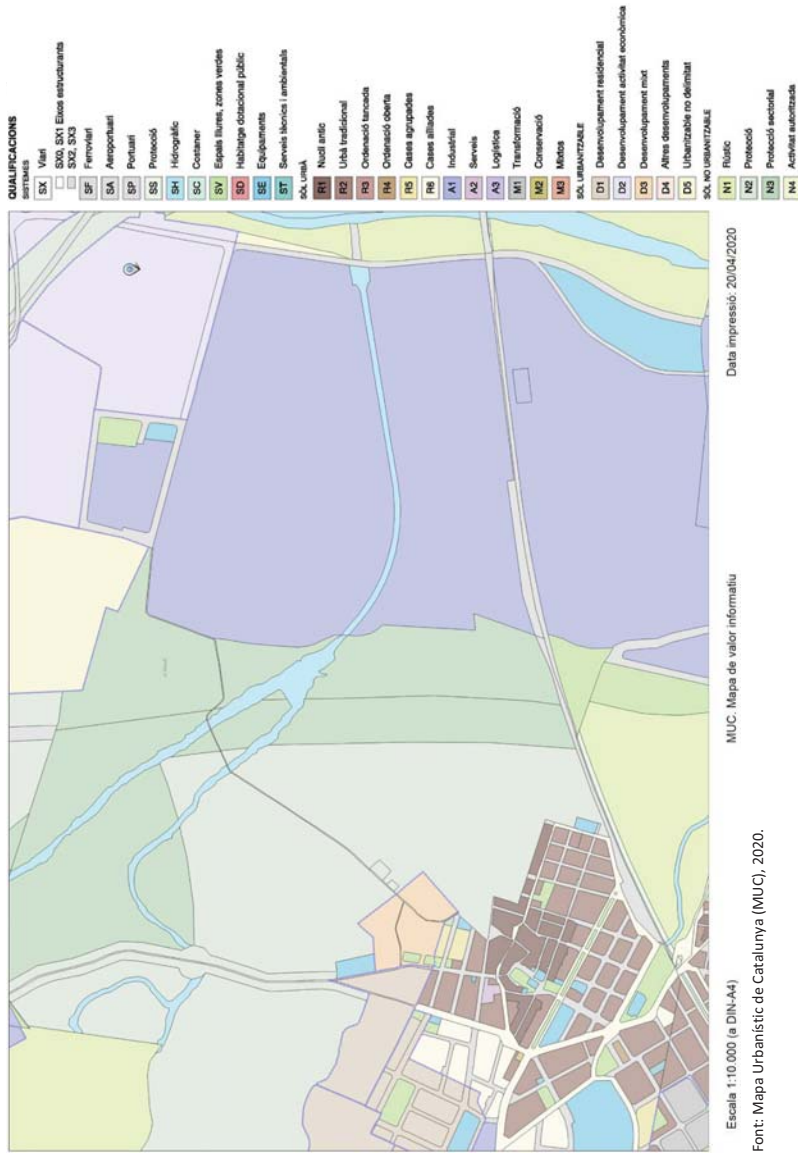 QUALIFICACIONS
SISTEMES
SX Viari
SX0, SX1 Eixos estructurants
SX2, SX3
SF Ferroviari
SA Aeroportuari
SP Portuari
SS Protecció
SH Hidrogràfic
SC Costaner
SV Espais lliures, zones verdes
SD Habitatge dotacional públic
SE Equipaments
ST Serveis tècnics i ambientals
SÒL URBÀ
R1 Nucli antic
R2 Urbà tradicional
R3 Ordenació tancada
R4 Ordenació oberta
R5 Cases agrupades
R6 Cases aïllades
A1 Industrial
A2 Serveis
A3 Logística
M1 Transformació
M2 Conservació
M3 Mixtos
SÒL URBANITZABLE
D1 Desenvolupament residencial
D2 Desenvolupament activitat econòmica
D3 Desenvolupament mixt
D4 Altres desenvolupaments
D5 Urbanitzable no delimitat
SÒL NO URBANITZABLE
N1 Rústic
N2 Protecció
N3 Protecció sectorial
N4 Activitat autoritzada
Escala 1:10.000 (a DIN-A4)
MUC. Mapa de valor informatiu
Data impressió: 20/04/2020
Font: Mapa Urbanístic de Catalunya (MUC), 2020.